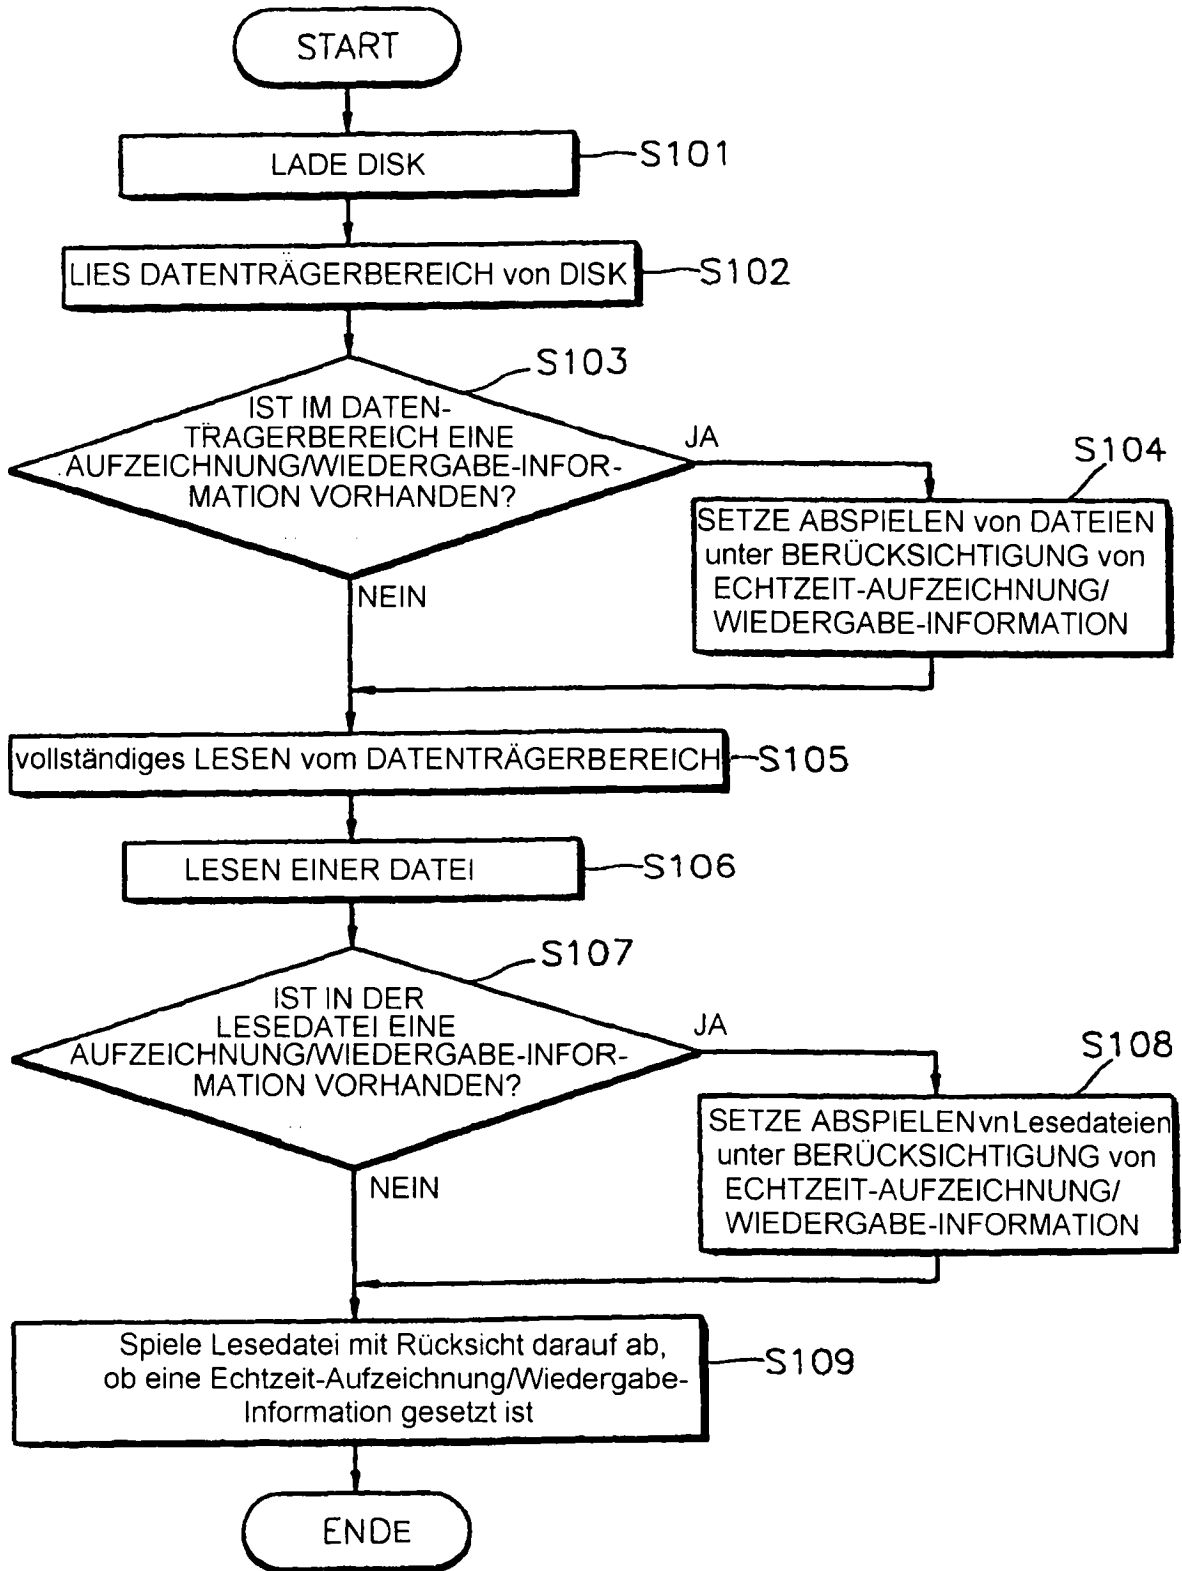 START
LADE DISK
S101
LIES DATENTRÄGERBEREICH von DISK
S102
S103
IST IM DATEN-
TRAGERBEREICH EINE
AUFZEICHNUNG/WIEDERGABE-INFOR-
MATION VORHANDEN?
JA
NEIN
S104
SETZE ABSPIELEN von DATEIEN
unter BERÜCKSICHTIGUNG von
ECHTZEIT-AUFZEICHNUNG/
WIEDERGABE-INFORMATION
vollständiges LESEN vom DATENTRÄGERBEREICH
S105
LESEN EINER DATEI
S106
S107
IST IN DER
LESEDATEI EINE
AUFZEICHNUNG/WIEDERGABE-INFOR-
MATION VORHANDEN?
JA
NEIN
S108
SETZE ABSPIELEN vn Lesedateien
unter BERÜCKSICHTIGUNG von
ECHTZEIT-AUFZEICHNUNG/
WIEDERGABE-INFORMATION
Spiele Lesedatei mit Rücksicht darauf ab,
ob eine Echtzeit-Aufzeichnung/Wiedergabe-
Information gesetzt ist
S109
ENDE